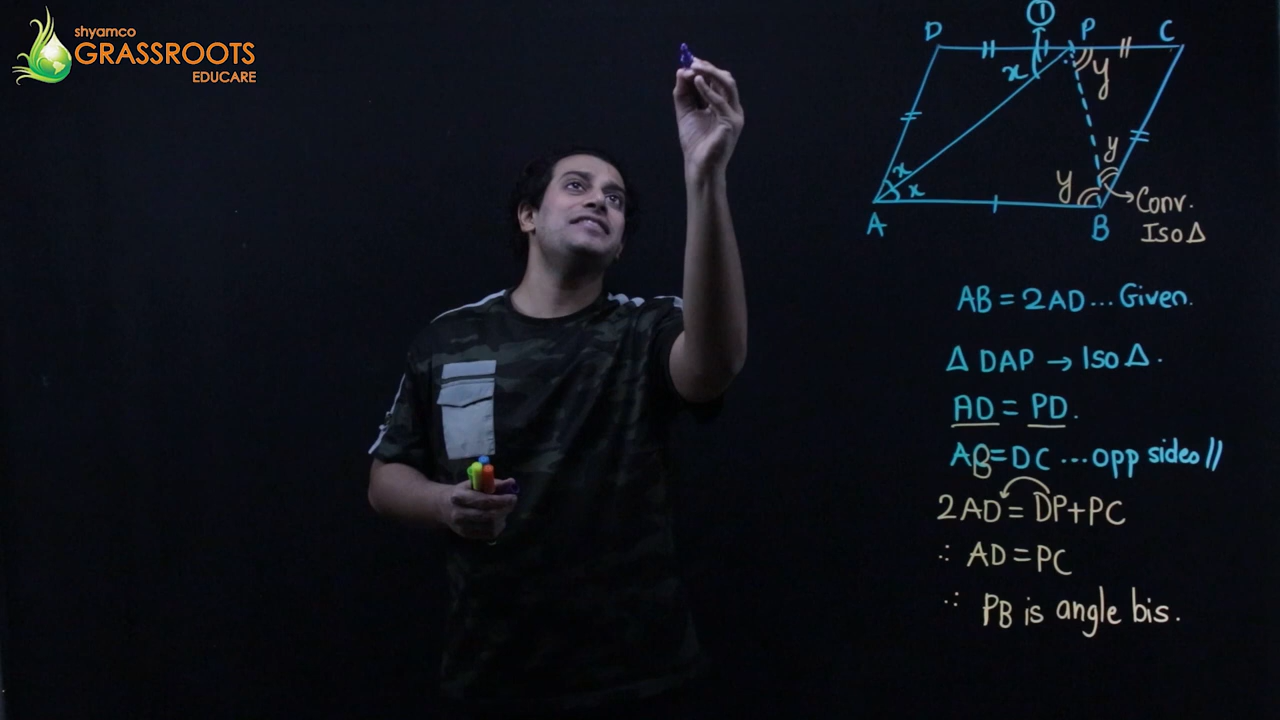 shyamco
GRASSROOTS
EDUCARE
1
D P C
x y
x
x
y
y
A B
Conv.
Iso Δ
AB = 2AD ... Given.
Δ DAP → Iso Δ.
AD = PD.
AB = DC ... opp sides //
2AD = DP + PC
∴ AD = PC
∴ PB is angle bis.